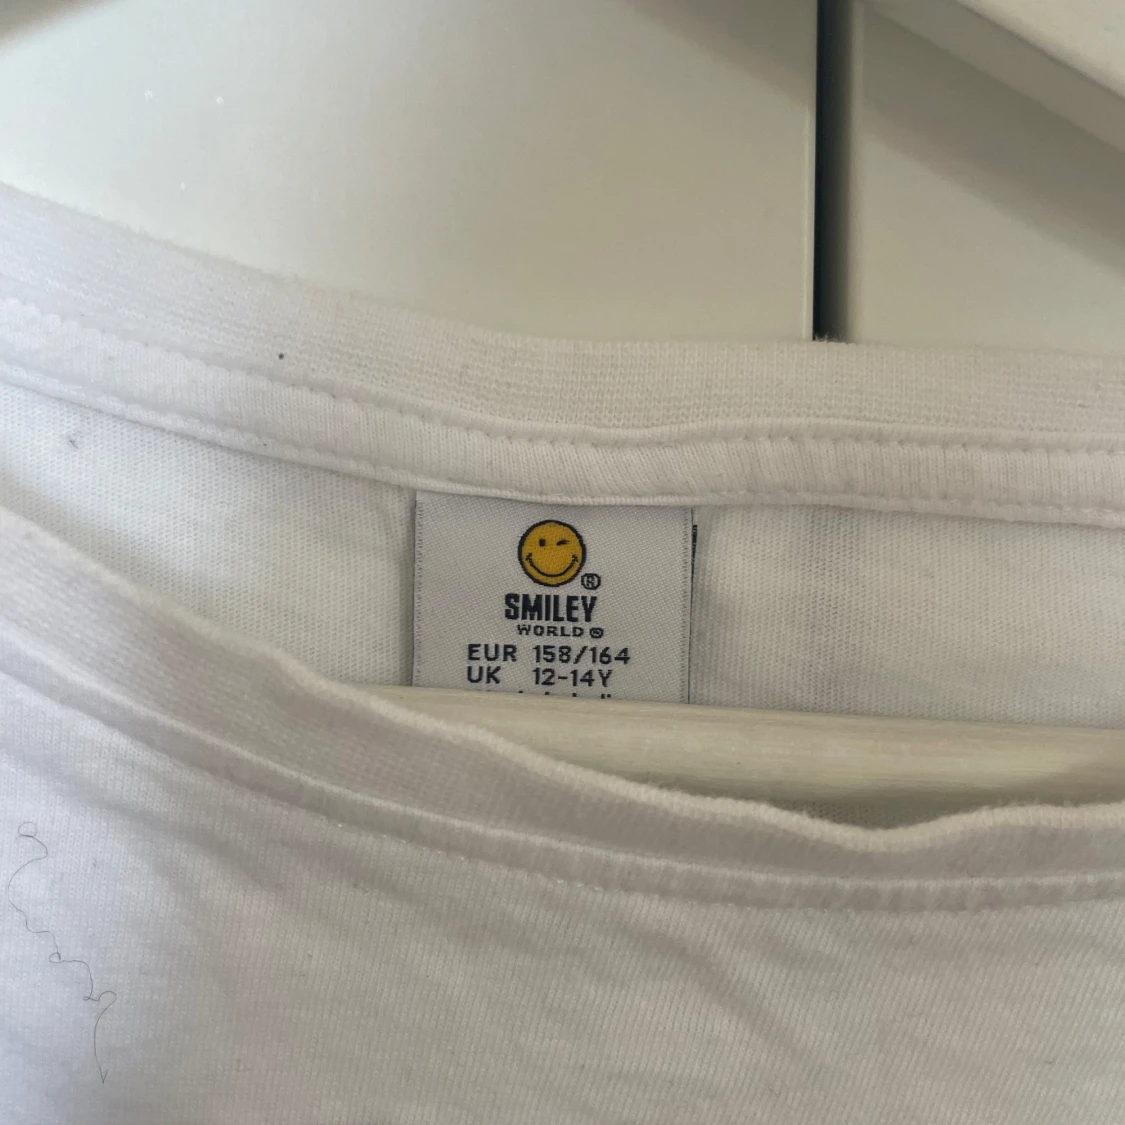 ®
SMILEY
WORLD ®
EUR 158/164
UK 12-14Y